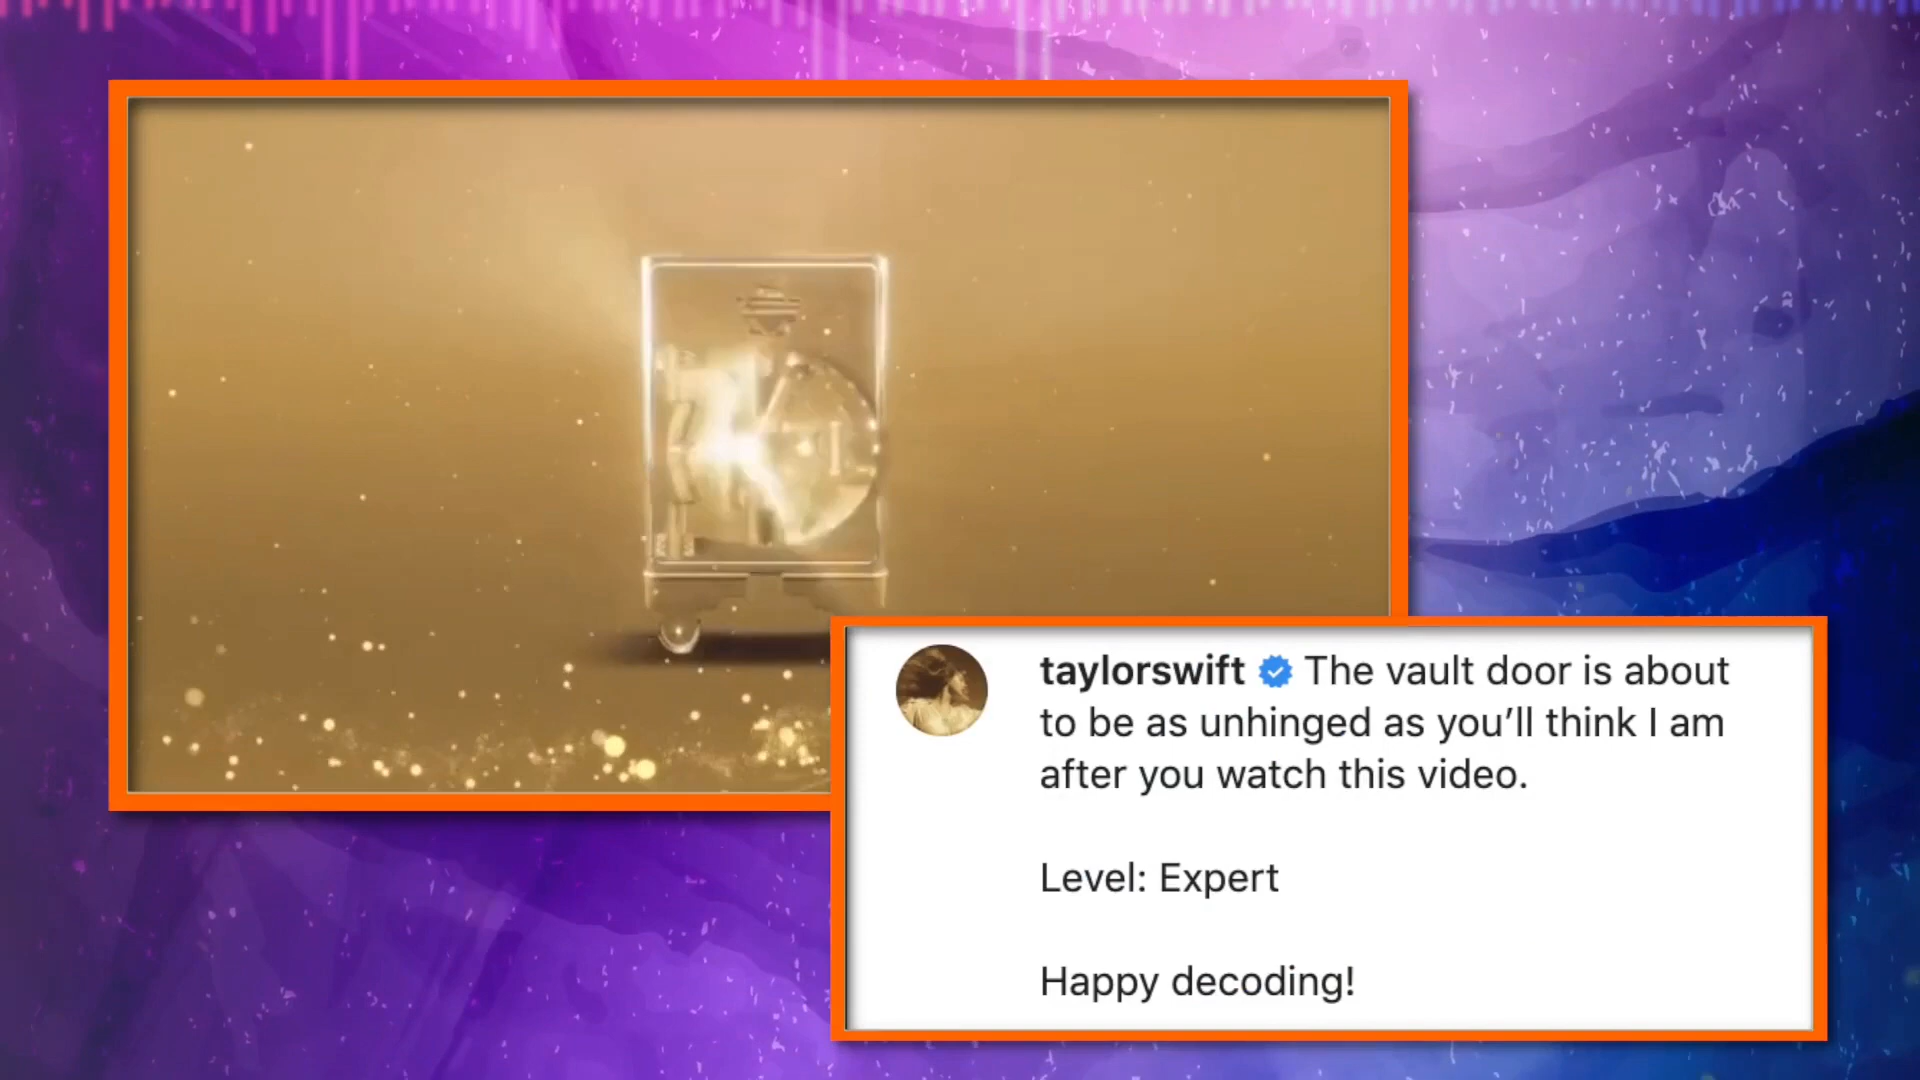 taylorswift The vault door is about
to be as unhinged as you’ll think I am
after you watch this video.
Level: Expert
Happy decoding!